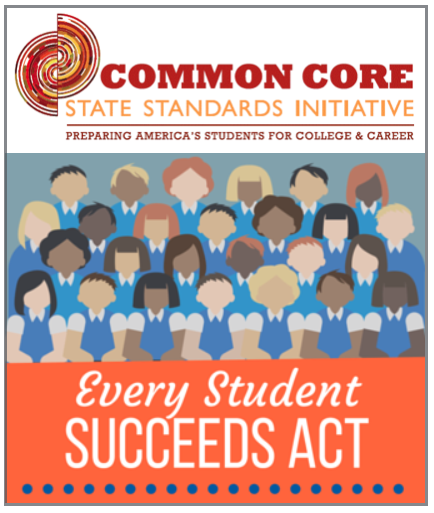 COMMON CORE
STATE STANDARDS INITIATIVE
PREPARING AMERICA'S STUDENTS FOR COLLEGE & CAREER
Every Student
SUCCEEDS ACT